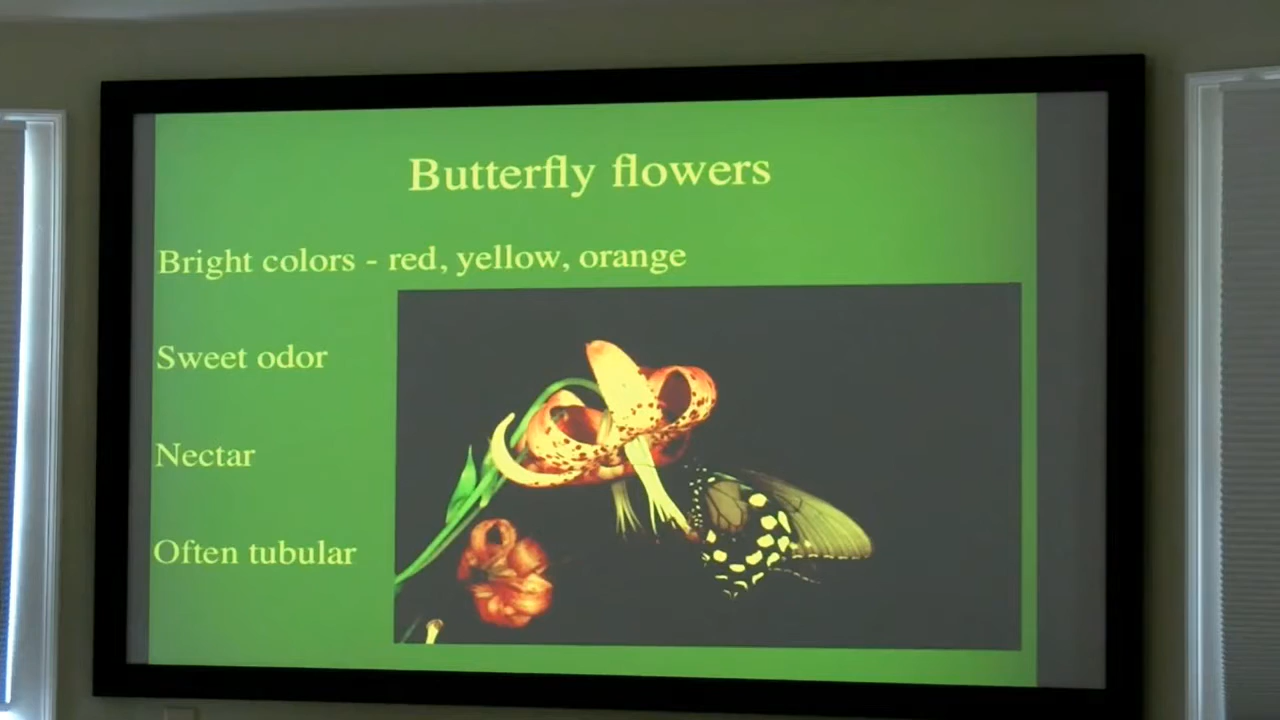 Butterfly flowers
Bright colors - red, yellow, orange
Sweet odor
Nectar
Often tubular